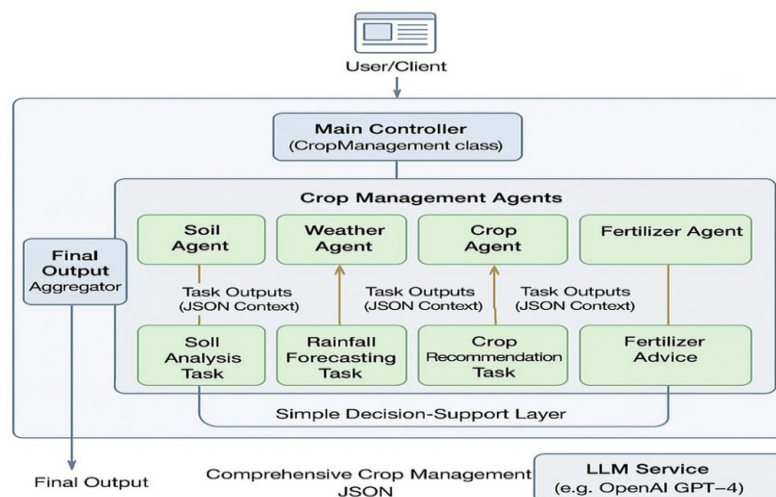 User/Client
Main Controller
(CropManagement class)
Crop Management Agents
Soil
Agent
Weather
Agent
Crop
Agent
Fertilizer Agent
Final
Output
Aggregator
Task Outputs
(JSON Context)
Task Outputs
(JSON Context)
Task Outputs
(JSON Context)
Soll
Analysis
Task
Rainfall
Forecasting
Task
Crop
Recommendation
Task
Fertilizer
Advice
Simple Decision-Support Layer
Final Output
Comprehensive Crop Management
JSON
LLM Service
(e.g. OpenAI GPT-4)